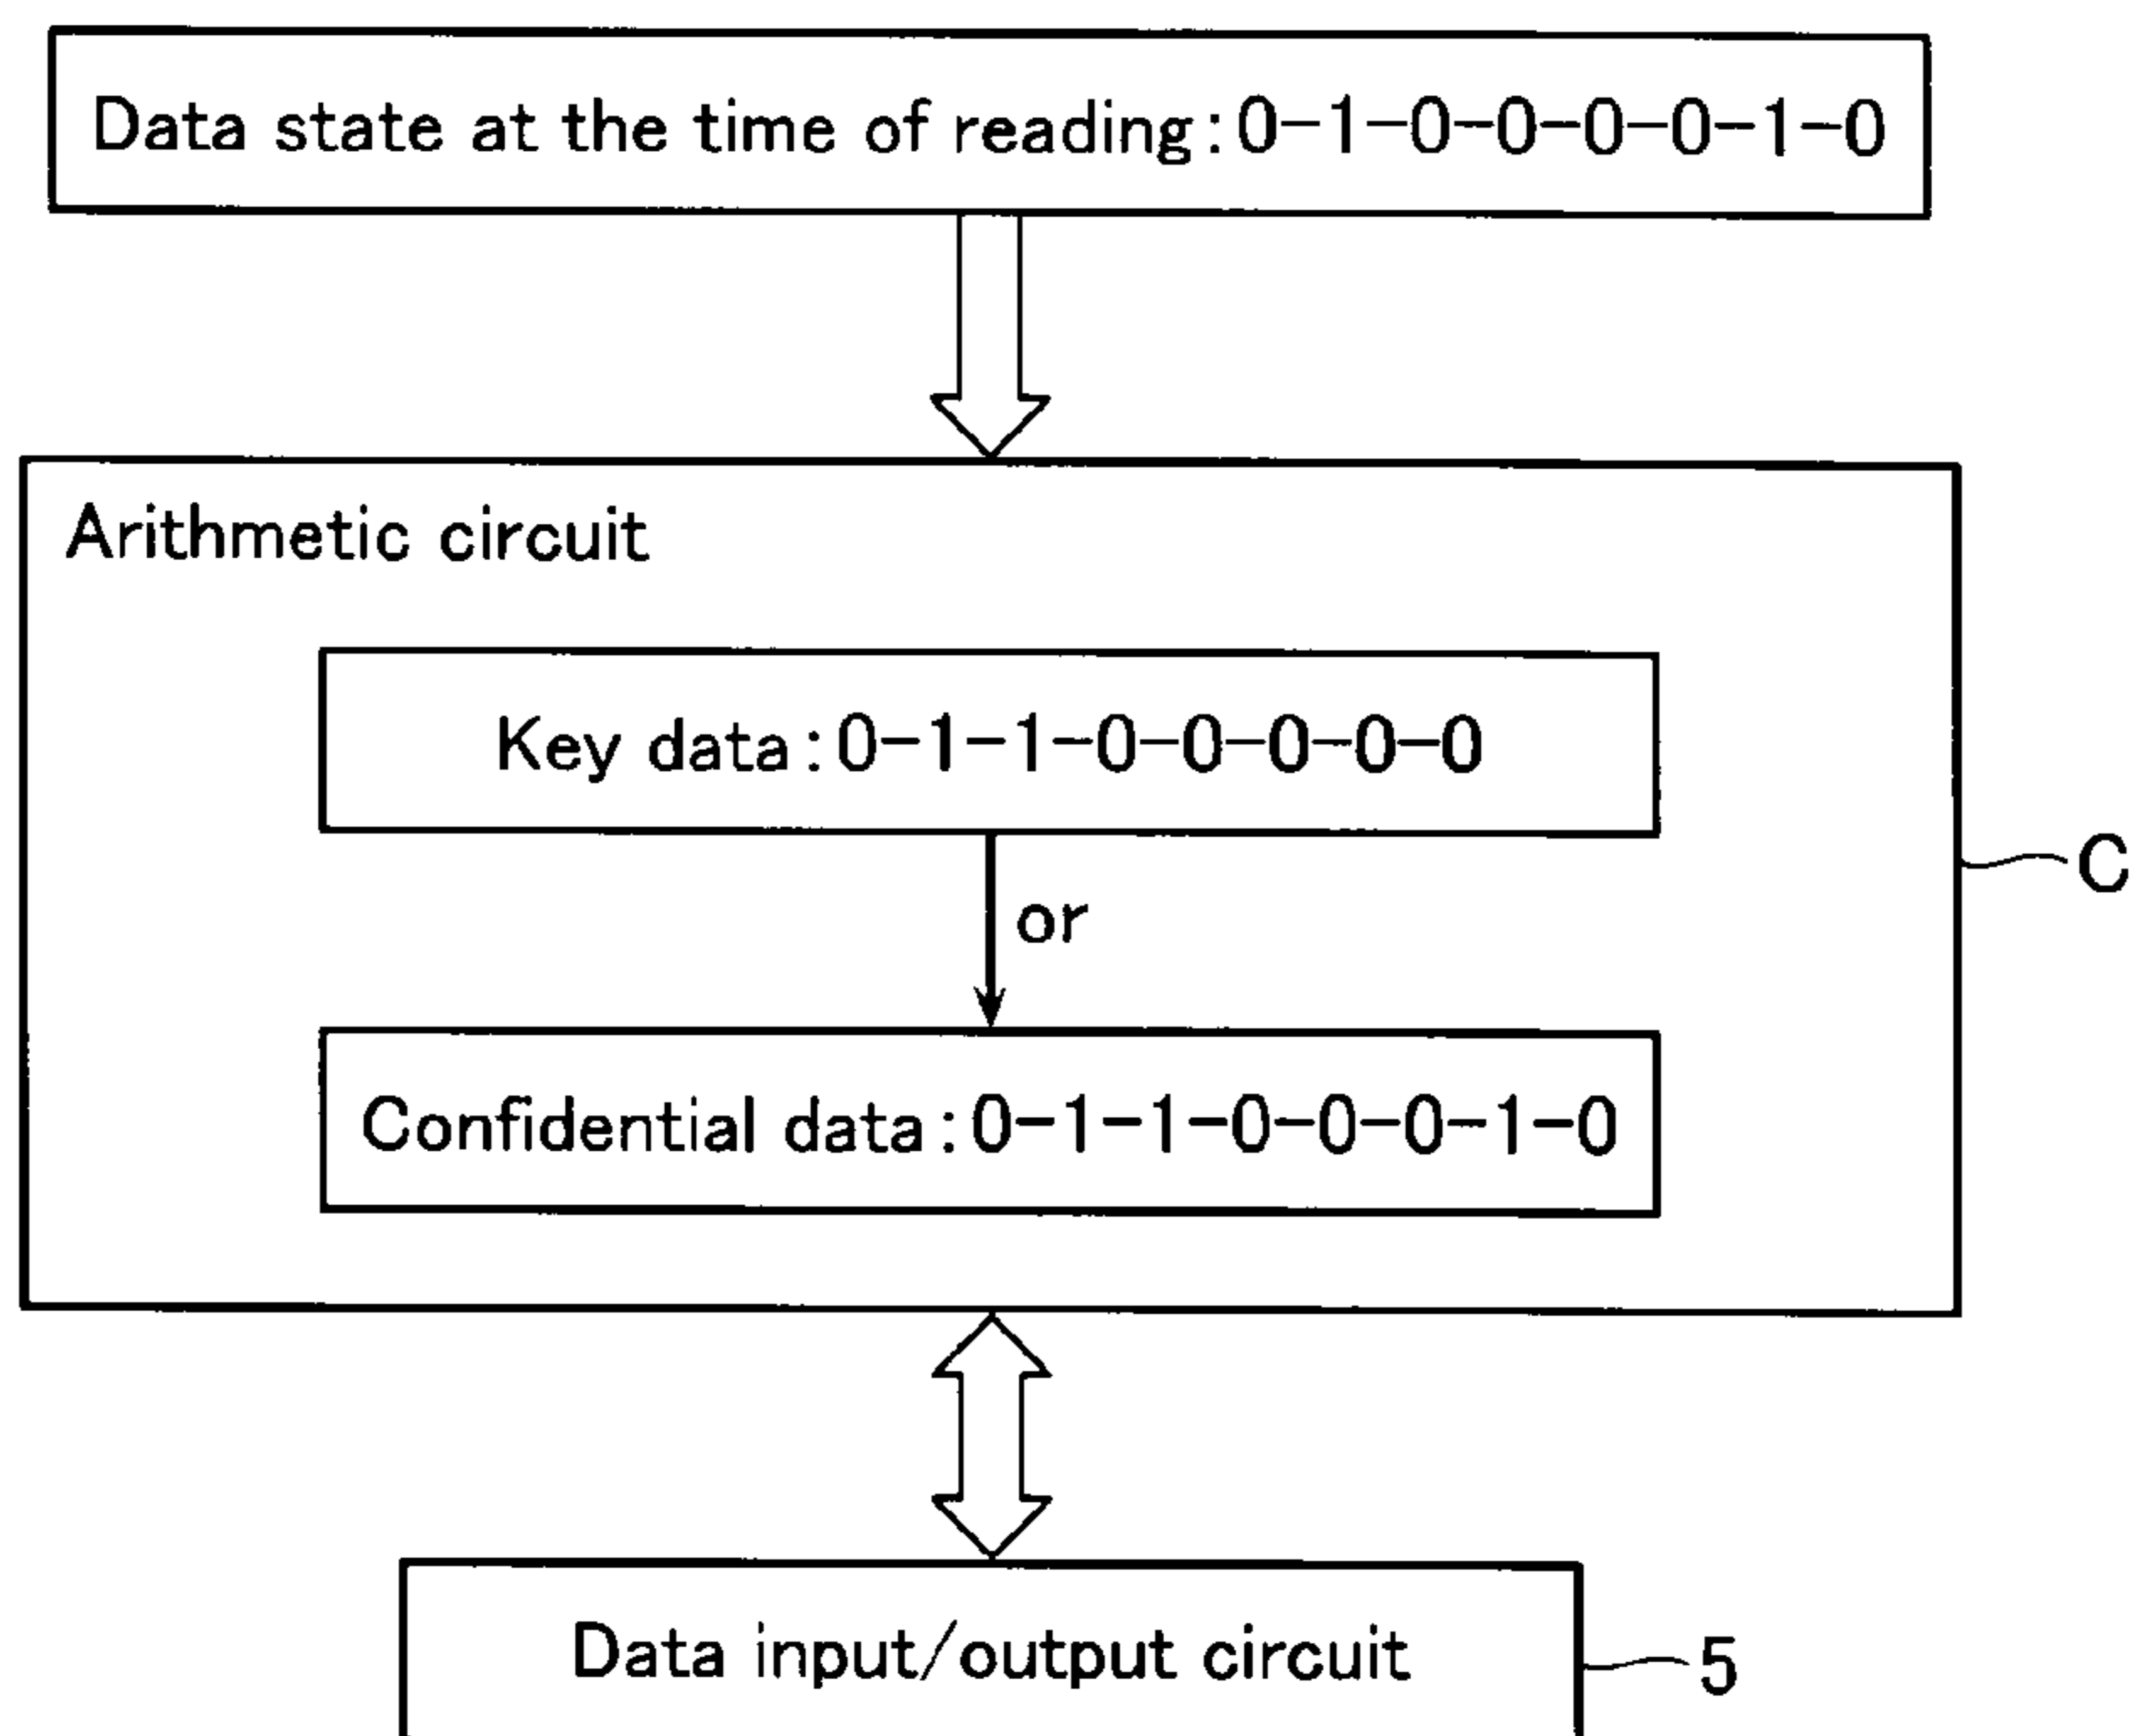 Data state at the time of reading:0-1-0-0-0-0-1-0
Arithmetic circuit
Key data:0-1-1-0-0-0-0-0
C
or
Confidential data:0-1-1-0-0-0-1-0
Data input/output circuit
5